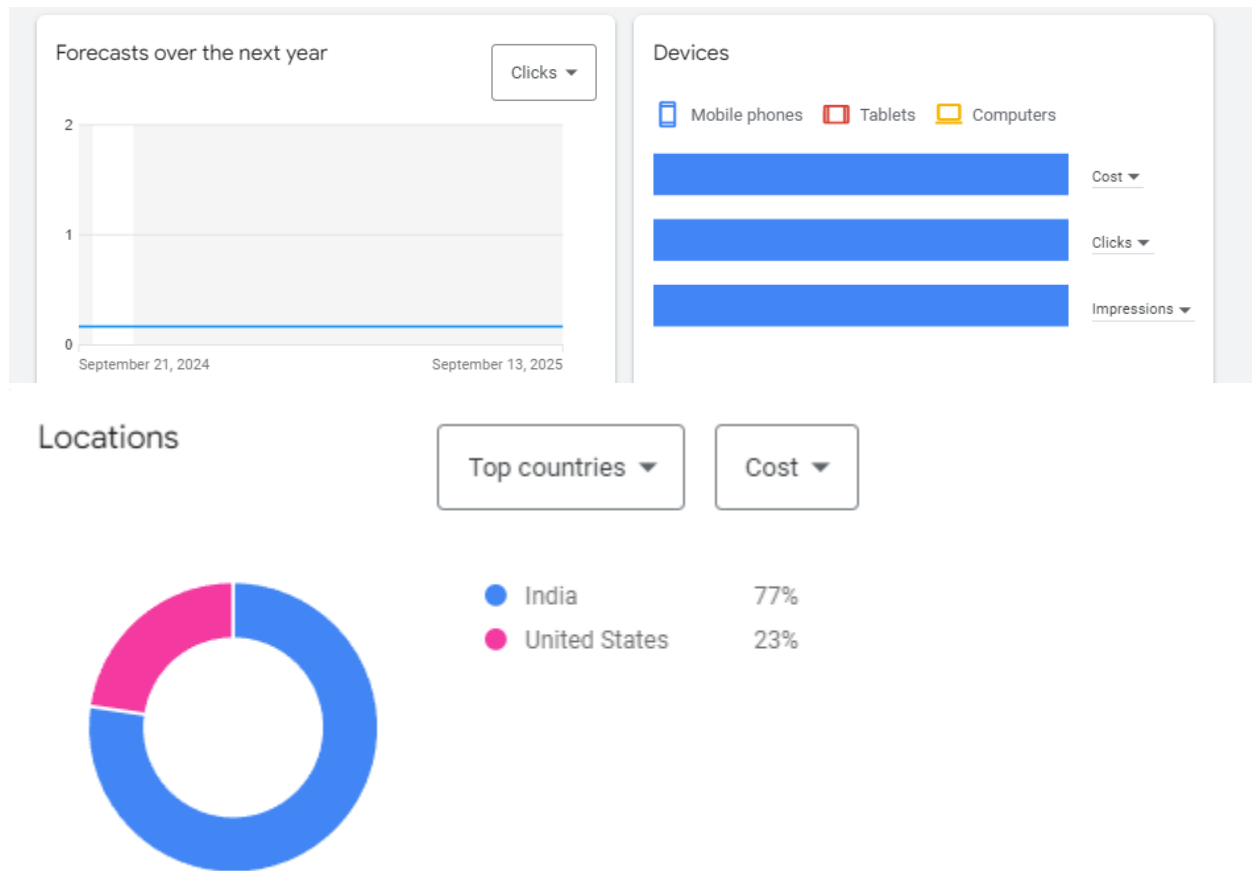 Forecasts over the next year
Clicks
2
1
0
September 21, 2024 September 13, 2025
Devices
Mobile phones Tablets Computers
Cost
Clicks
Impressions
Locations
Top countries Cost
India 77%
United States 23%